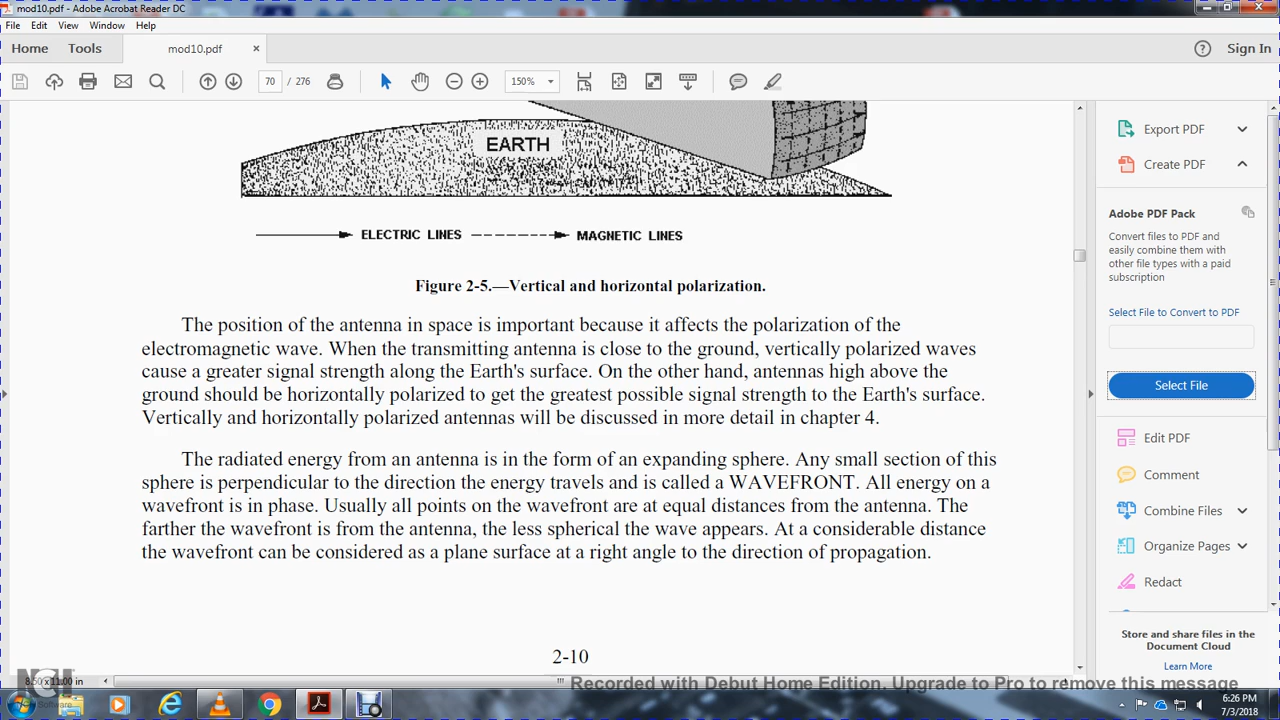 mod10.pdf - Adobe Acrobat Reader DC
File Edit View Window Help
Home Tools mod10.pdf × Sign In
70 / 276 150%
EARTH
ELECTRIC LINES MAGNETIC LINES
Figure 2-5.—Vertical and horizontal polarization.
The position of the antenna in space is important because it affects the polarization of the
electromagnetic wave. When the transmitting antenna is close to the ground, vertically polarized waves
cause a greater signal strength along the Earth's surface. On the other hand, antennas high above the
ground should be horizontally polarized to get the greatest possible signal strength to the Earth's surface.
Vertically and horizontally polarized antennas will be discussed in more detail in chapter 4.
The radiated energy from an antenna is in the form of an expanding sphere. Any small section of this
sphere is perpendicular to the direction the energy travels and is called a WAVEFRONT. All energy on a
wavefront is in phase. Usually all points on the wavefront are at equal distances from the antenna. The
farther the wavefront is from the antenna, the less spherical the wave appears. At a considerable distance
the wavefront can be considered as a plane surface at a right angle to the direction of propagation.
2-10
8.50 x 11.00 in
Export PDF
Create PDF
Adobe PDF Pack
Convert files to PDF and
easily combine them with
other file types with a paid
subscription
Select File to Convert to PDF
Select File
Edit PDF
Comment
Combine Files
Organize Pages
Redact
Store and share files in the
Document Cloud
Learn More
NCH
Software
Recorded with Debut Home Edition. Upgrade to Pro to remove this message
6:26 PM
7/3/2018